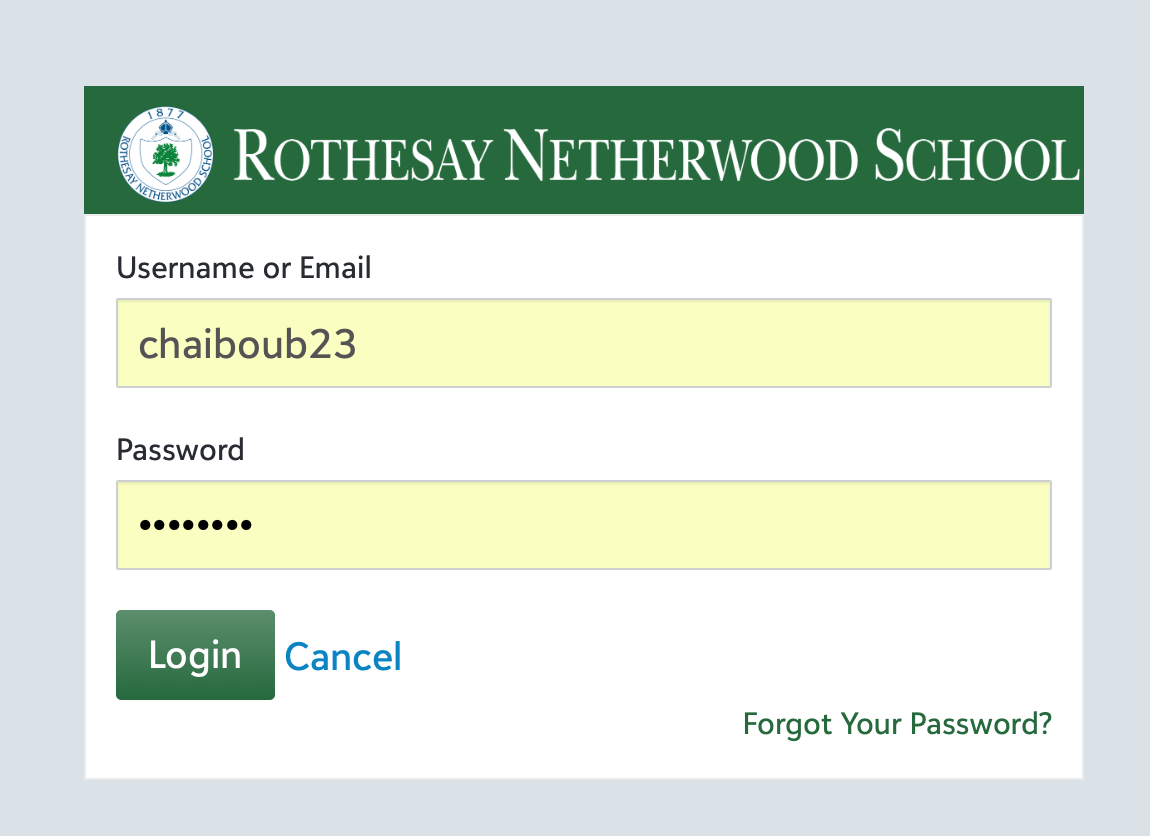 1877
ROTHESAY NETHERWOOD SCHOOL
ROTHESAY NETHERWOOD SCHOOL
Username or Email
chaiboub23
Password
••••••••
Login Cancel
Forgot Your Password?